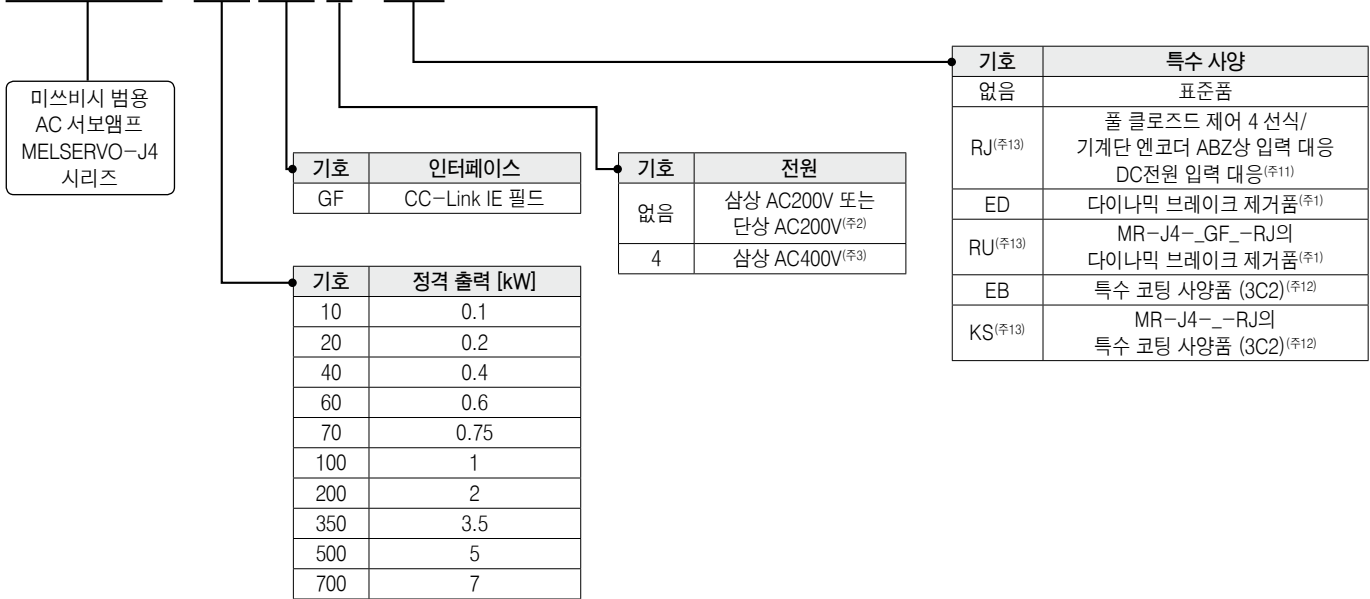 미쓰비시 범용
AC 서보앰프
MELSERVO-J4
시리즈
기호 인터페이스
GF CC-Link IE 필드
기호 정격 출력 [kW]
10 0.1
20 0.2
40 0.4
60 0.6
70 0.75
100 1
200 2
350 3.5
500 5
700 7
기호 전원
없음 삼상 AC200V 또는
단상 AC200V(주2)
4 삼상 AC400V(주3)
기호 특수 사양
없음 표준품
RJ(주13) 풀 클로즈드 제어 4 선식/
기계단 엔코더 ABZ상 입력 대응
DC전원 입력 대응(주11)
ED 다이나믹 브레이크 제거품(주1)
RU(주13) MR-J4-_GF_-RJ의
다이나믹 브레이크 제거품(주1)
EB 특수 코팅 사양품 (3C2)(주12)
KS(주13) MR-J4-_-RJ의
특수 코팅 사양품 (3C2)(주12)